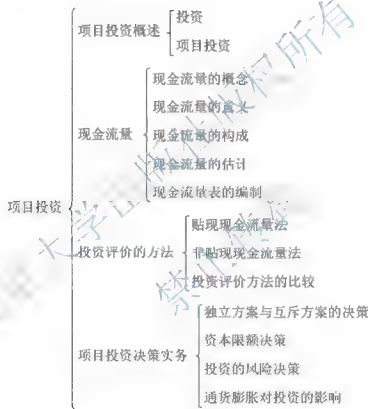 项目投资
项目投资概述
投资
项目投资
现金流量
现金流量的概念
现金流量的意义
现金流量的构成
现金流量的估计
现金流量表的编制
投资评价的方法
贴现现金流量法
非贴现现金流量法
投资评价方法的比较
项目投资决策实务
独立方案与互斥方案的决策
资本限额决策
投资的风险决策
通货膨胀对投资的影响